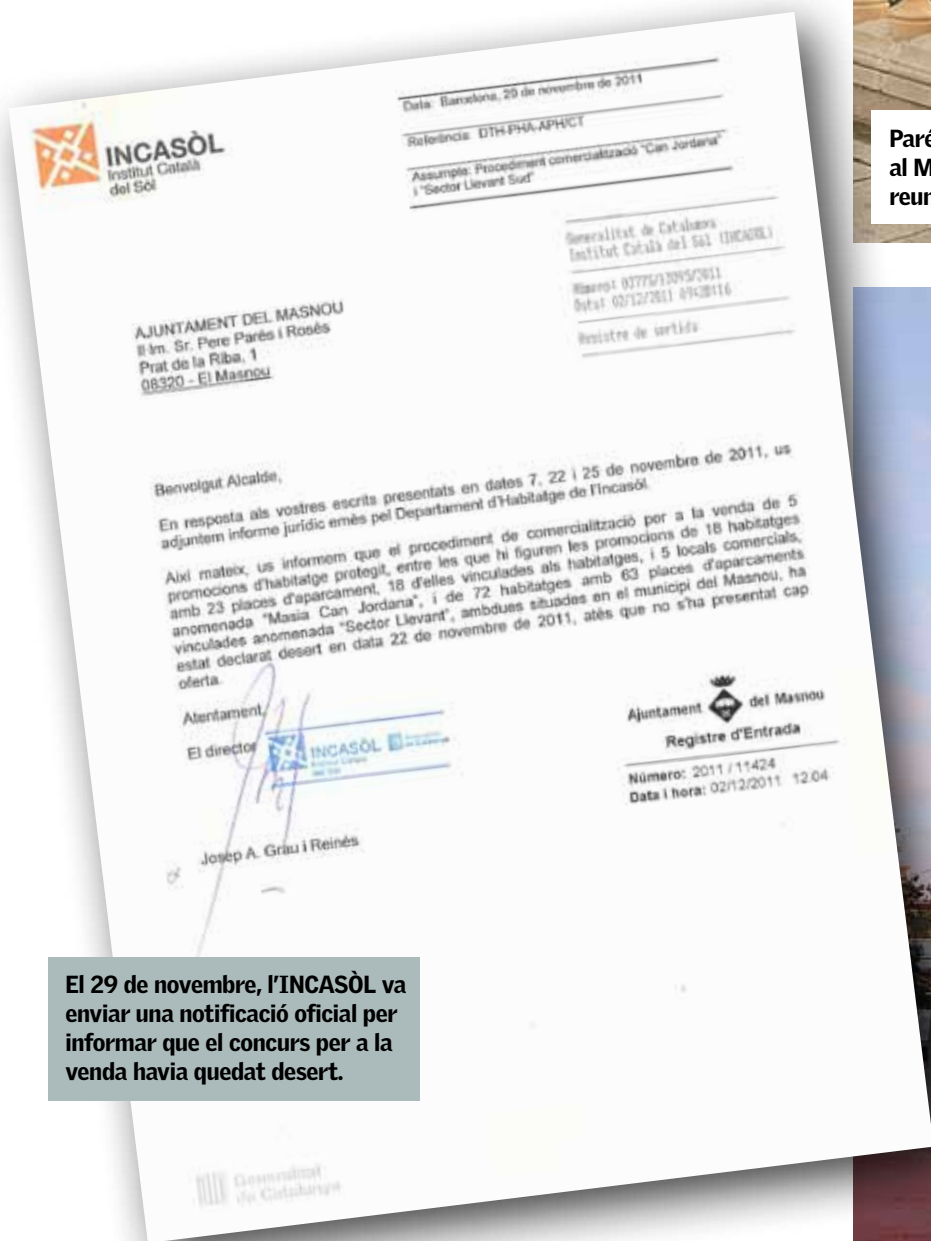 INCASÒL
Institut Català
del Sòl
Data: Barcelona, 29 de novembre de 2011
Referència: DTH-PHA-APH/CT
Assumpte: Procediment comercialització "Can Jordana"
i "Sector Llevant Sud"
Generalitat de Catalunya
Institut Català del Sòl (INCASOL)
Data: 02/12/2011
Registre de sortida
AJUNTAMENT DEL MASNOU
Il·lm. Sr. Pere Parés i Rosés
Prat de la Riba, 1
08320 - El Masnou
Benvolgut Alcalde,
En resposta als vostres escrits presentats en dates 7, 22 i 25 de novembre de 2011, us
adjuntem informe jurídic emès pel Departament d'Habitatge de l'Incasòl.
Així mateix, us informem que el procediment de comercialització per a la venda de 5
promocions d'habitatge protegit, entre les que hi figuren les promocions de 18 habitatges
amb 23 places d'aparcament, 18 d'elles vinculades als habitatges, i 5 locals comercials,
anomenada "Masia Can Jordana", i de 72 habitatges amb 63 places d'aparcaments
vinculades anomenada "Sector Llevant", ambdues situades en el municipi del Masnou, ha
estat declarat desert en data 22 de novembre de 2011, atès que no s'ha presentat cap
oferta.
Atentament,
El director
INCASÒL
Josep A. Grau i Reinés
Ajuntament del Masnou
Registre d'Entrada
Número: 2011 / 11424
Data i hora: 02/12/2011 12:04
El 29 de novembre, l'INCASÒL va
enviar una notificació oficial per
informar que el concurs per a la
venda havia quedat desert.
Generalitat
de Catalunya
Paré
al M
reun